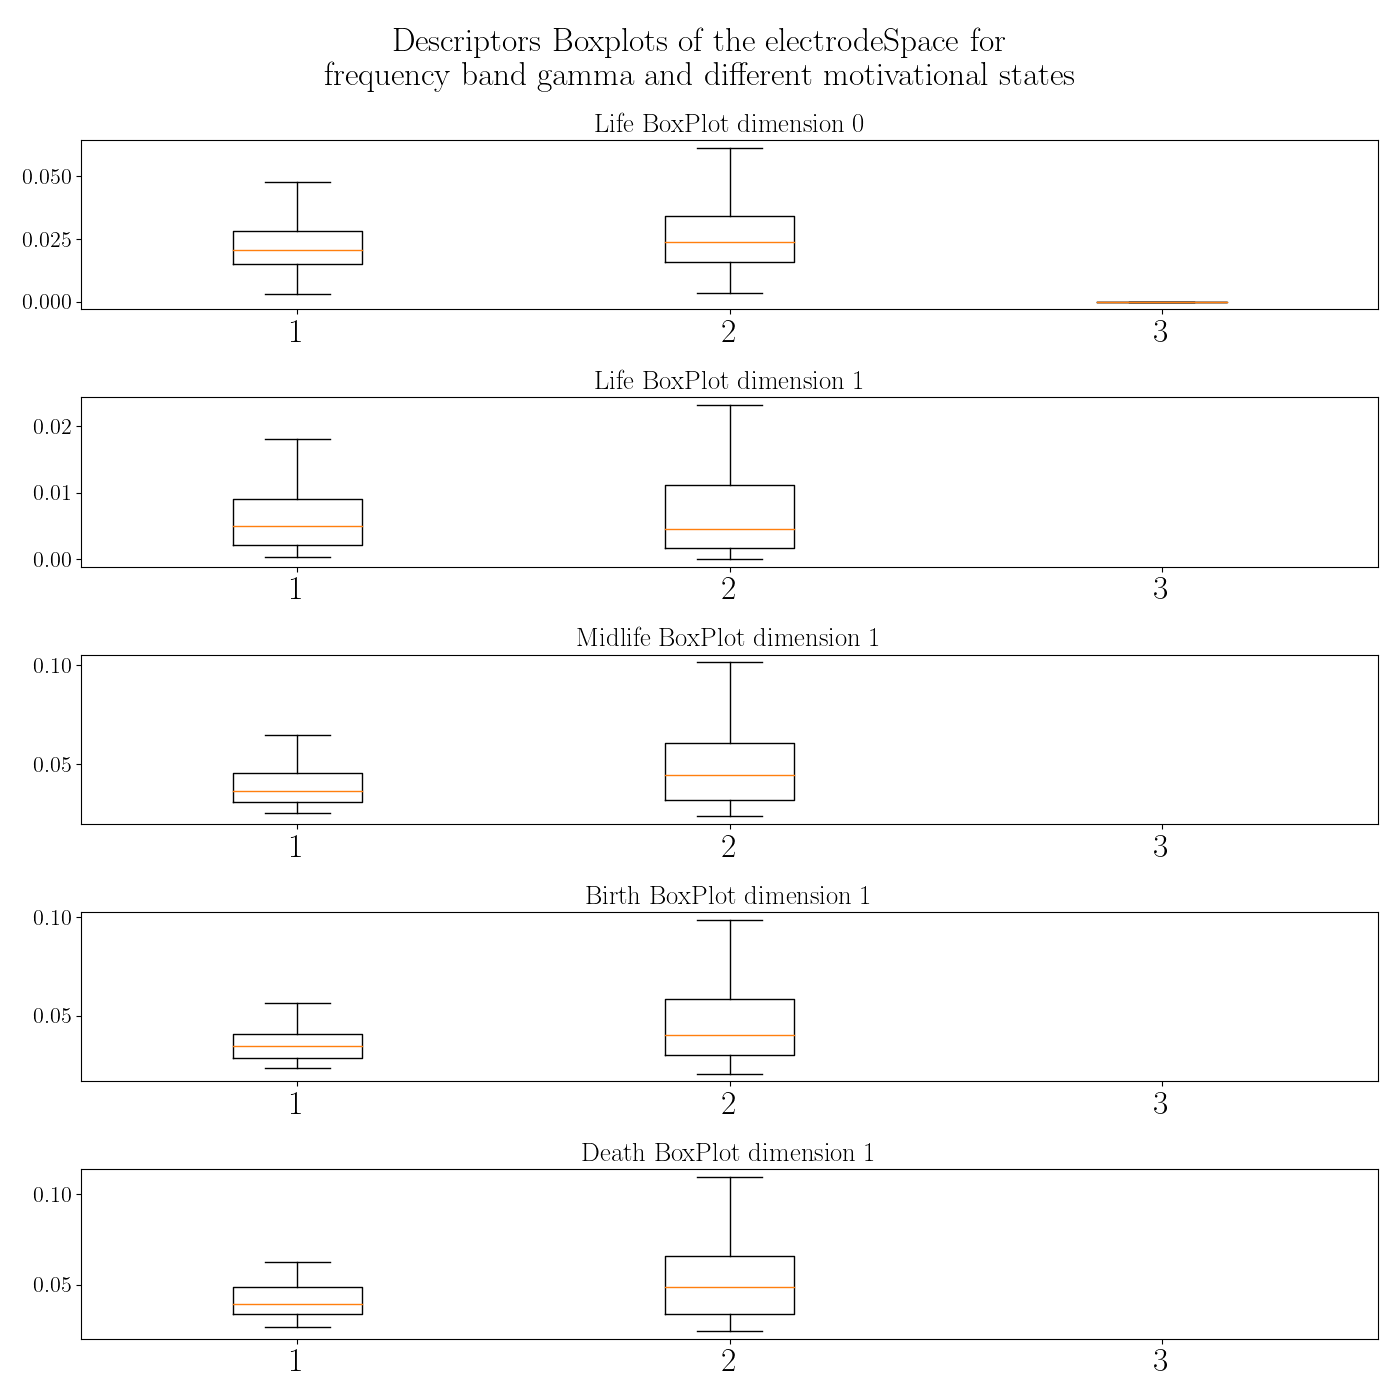 Descriptors Boxplots of the electrodeSpace for
frequency band gamma and different motivational states
Life BoxPlot dimension 0
0.050
0.025
0.000
1 2 3
Life BoxPlot dimension 1
0.02
0.01
0.00
1 2 3
Midlife BoxPlot dimension 1
0.10
0.05
1 2 3
Birth BoxPlot dimension 1
0.10
0.05
1 2 3
Death BoxPlot dimension 1
0.10
0.05
1 2 3